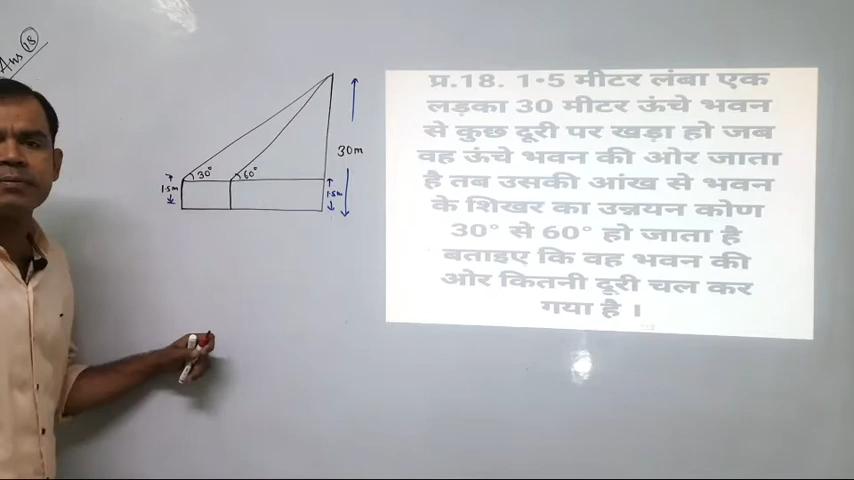 Ans 18
30°
60°
30m
1.5m
1.5m
प्र.18. 1•5 मीटर लंबा एक
लड़का 30 मीटर ऊंचे भवन
से कुछ दूरी पर खड़ा हो जब
वह ऊंचे भवन की ओर जाता
है तब उसकी आंख से भवन
के शिखर का उन्नयन कोण
30° से 60° हो जाता है
बताइए कि वह भवन की
ओर कितनी दूरी चल कर
गया है ।